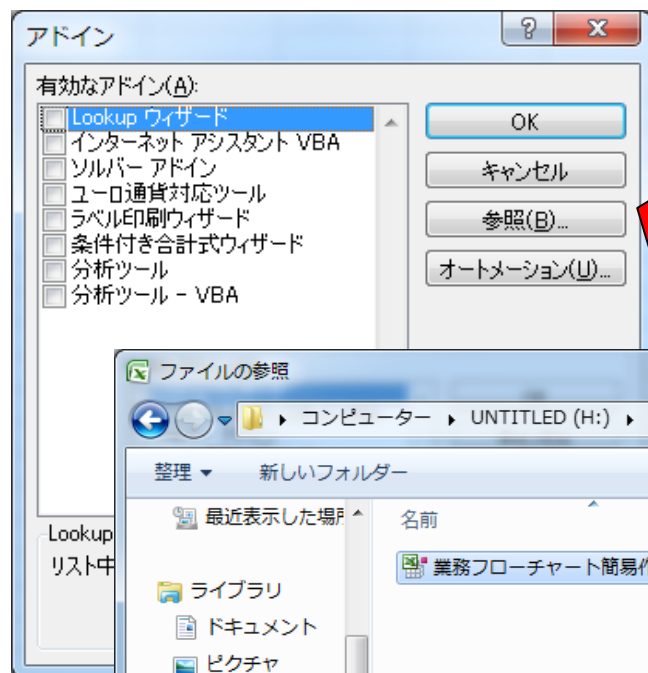 アドイン
有効なアドイン(A):
Lookup ウィザード
インターネット アシスタント VBA
ソルバー アドイン
ユーロ通貨対応ツール
ラベル印刷ウィザード
条件付き合計式ウィザード
分析ツール
分析ツール - VBA
OK
キャンセル
参照(B)...
オートメーション(U)...
Lookup
リスト中
ファイルの参照
コンピューター
UNTITLED (H:)
整理
新しいフォルダー
最近表示した場所
名前
業務フローチャート簡易作
ライブラリ
ドキュメント
ピクチャ